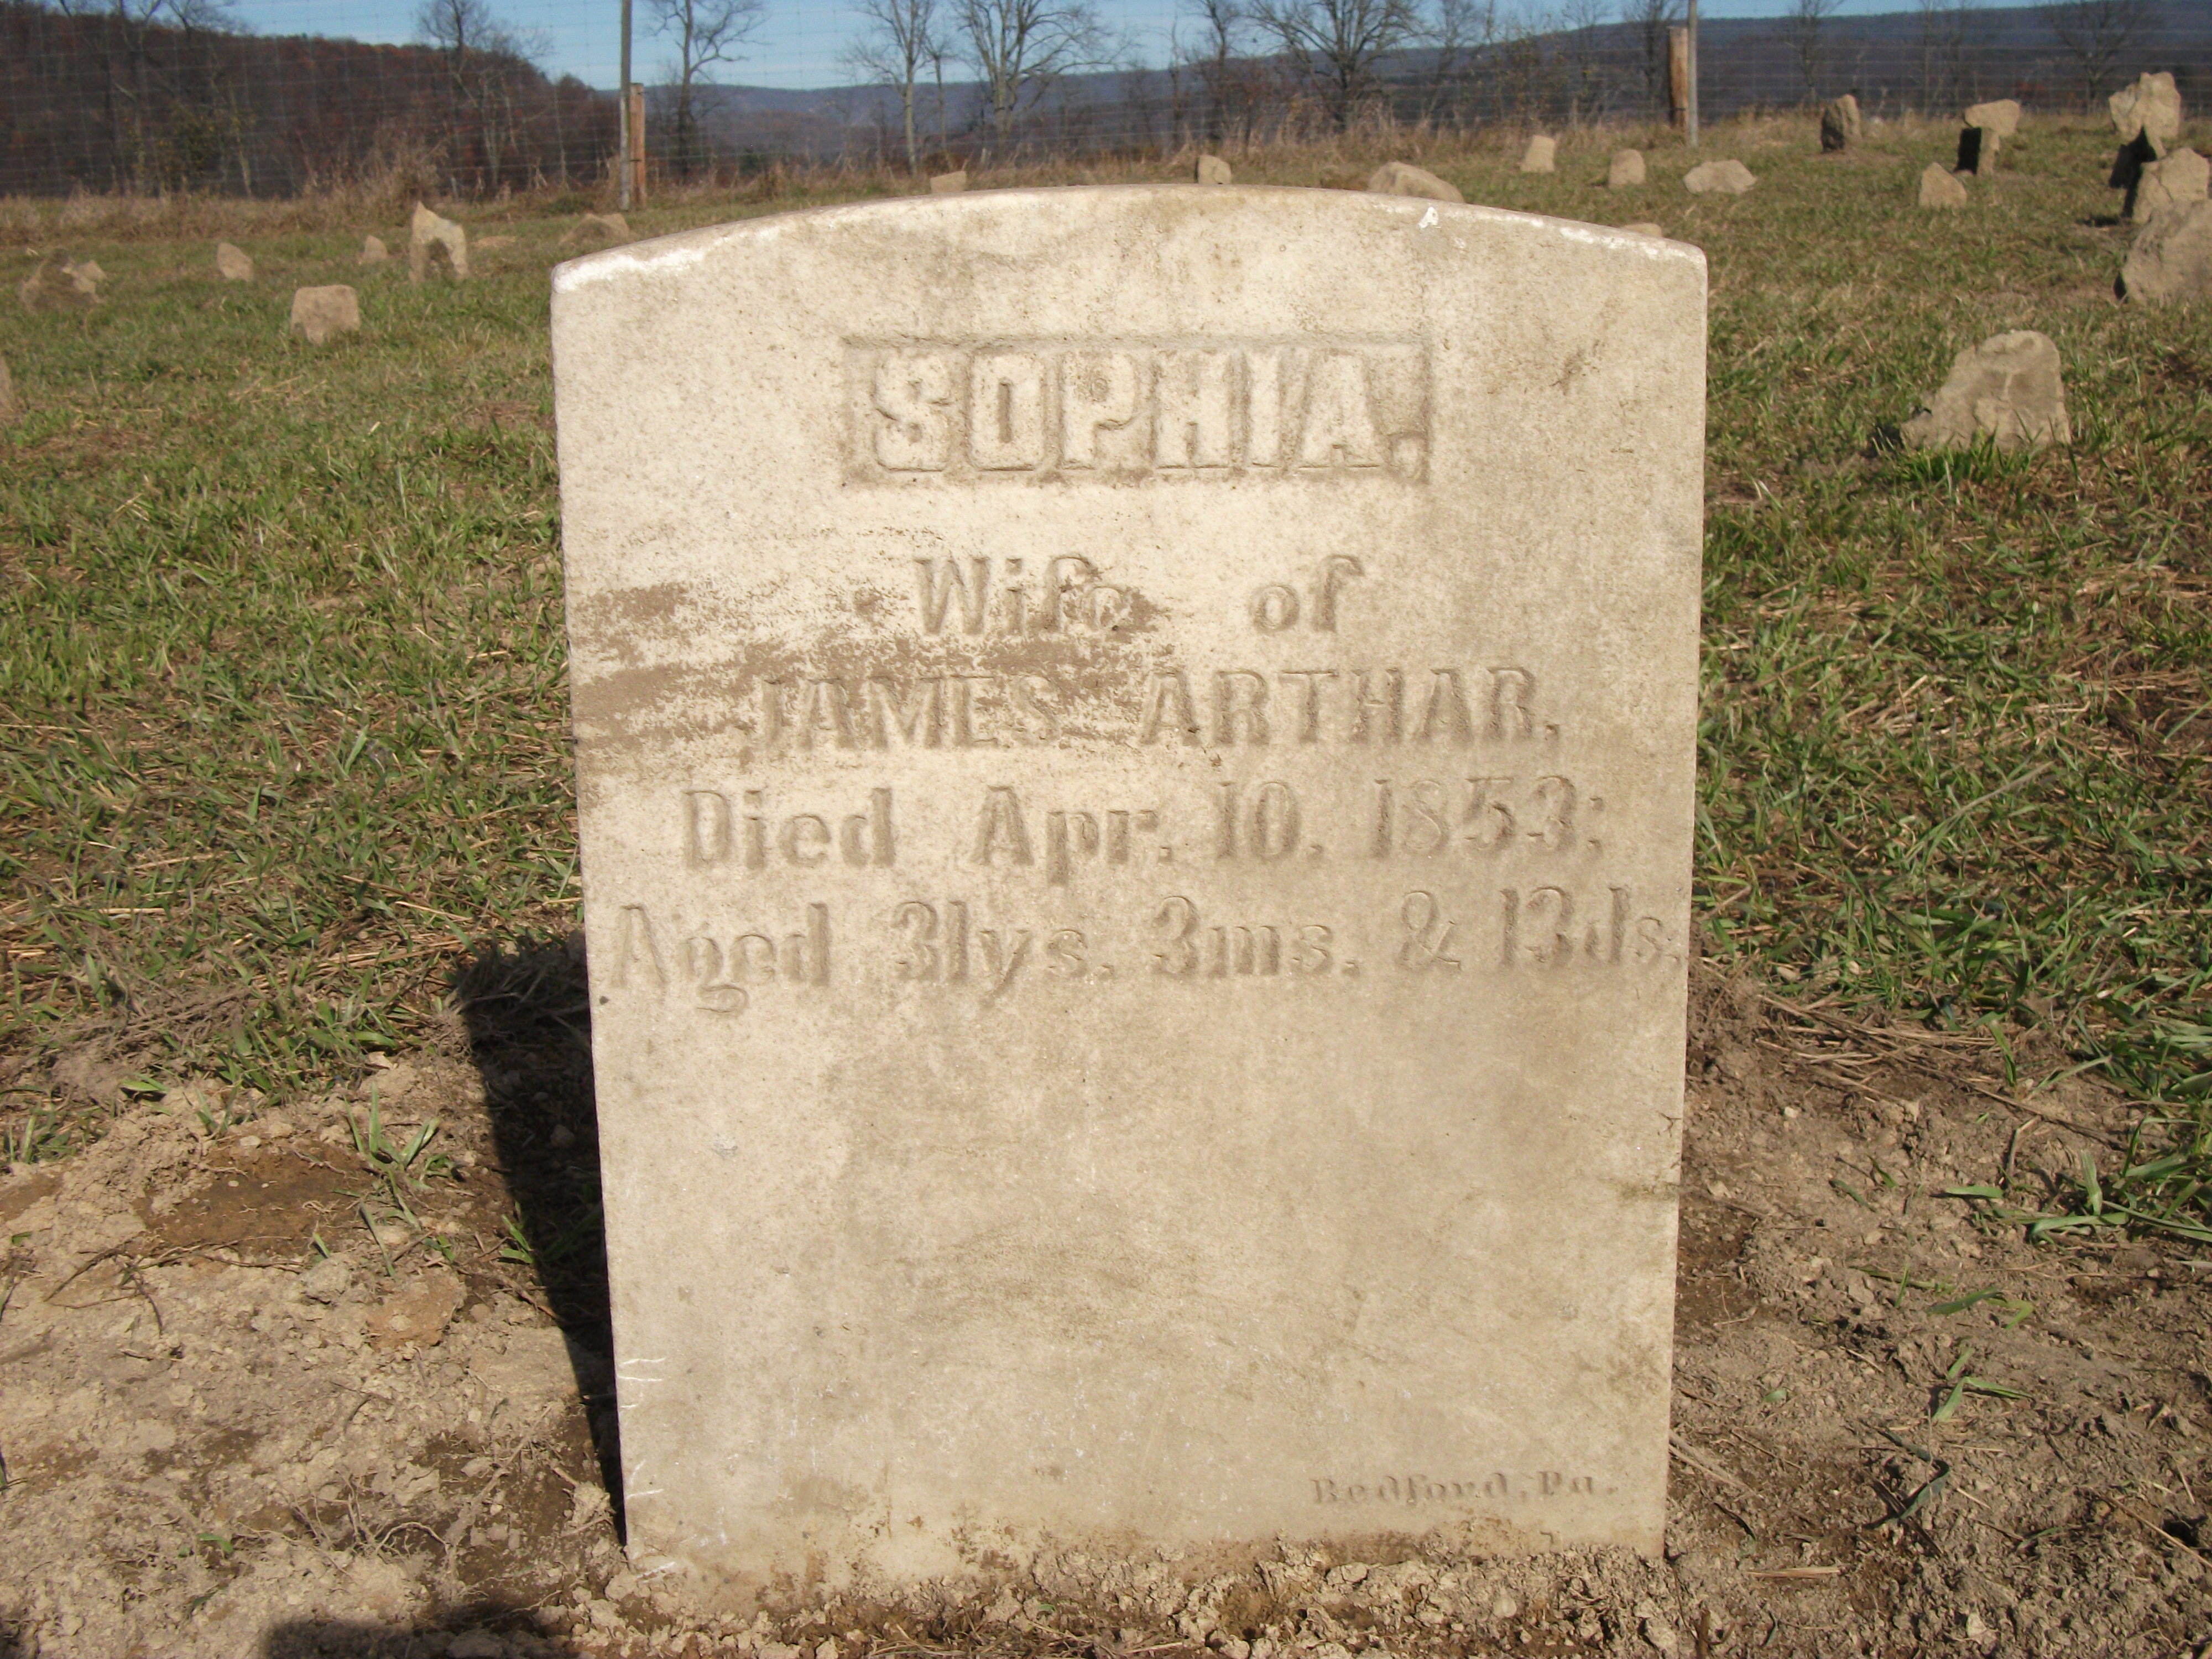 SOPHIA.
Wife of
JAMES ARTHAR,
Died Apr. 10. 1853;
Aged 31ys. 3ms. & 13ds.
Bedford, Pa.